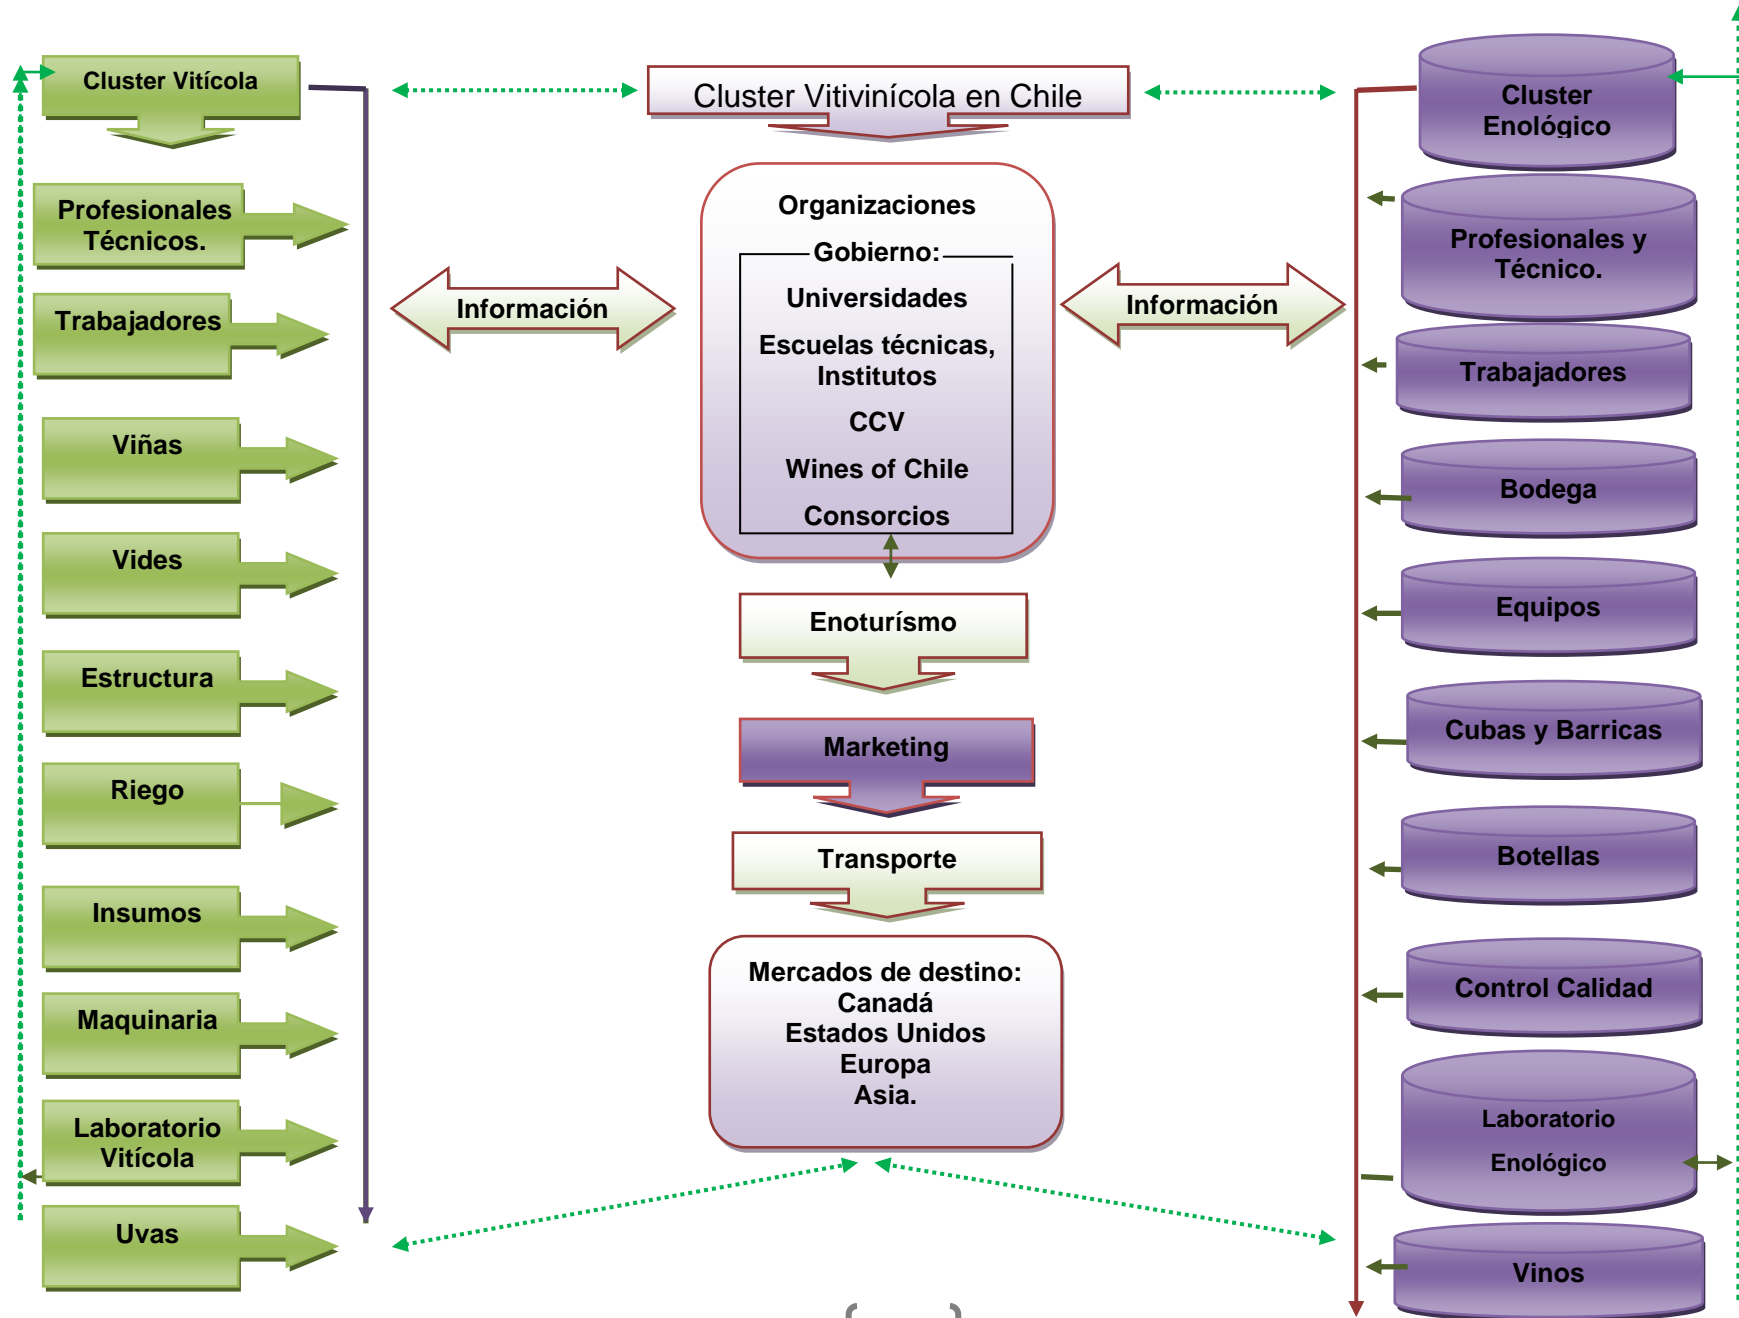 Cluster Vitícola
Profesionales
Técnicos.
Trabajadores
Viñas
Vides
Estructura
Riego
Insumos
Maquinaria
Laboratorio
Vitícola
Uvas
Cluster Vitivinícola en Chile
Información
Organizaciones
Gobierno:
Universidades
Escuelas técnicas,
Institutos
CCV
Wines of Chile
Consorcios
Información
Enoturísmo
Marketing
Transporte
Mercados de destino:
Canadá
Estados Unidos
Europa
Asia.
Cluster
Enológico
Profesionales y
Técnico.
Trabajadores
Bodega
Equipos
Cubas y Barricas
Botellas
Control Calidad
Laboratorio
Enológico
Vinos